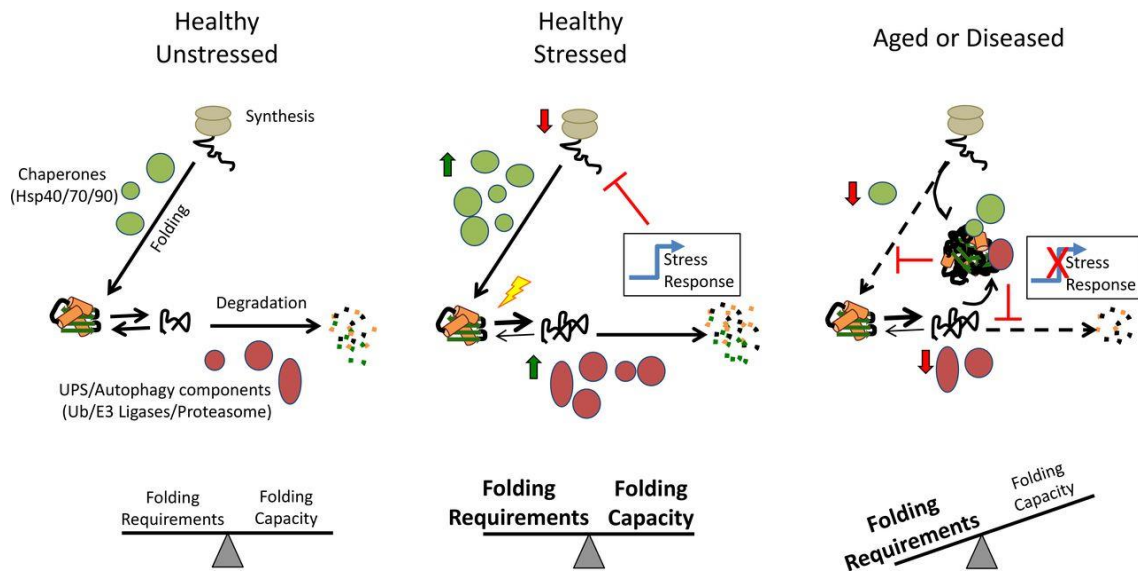 Healthy
Unstressed
Synthesis
Chaperones
(Hsp40/70/90)
Folding
Degradation
UPS/Autophagy components
(Ub/E3 Ligases/Proteasome)
Folding
Requirements
Folding
Capacity
Healthy
Stressed
Stress
Response
Folding
Requirements
Folding
Capacity
Aged or Diseased
Stress
Response
Folding
Requirements
Folding
Capacity